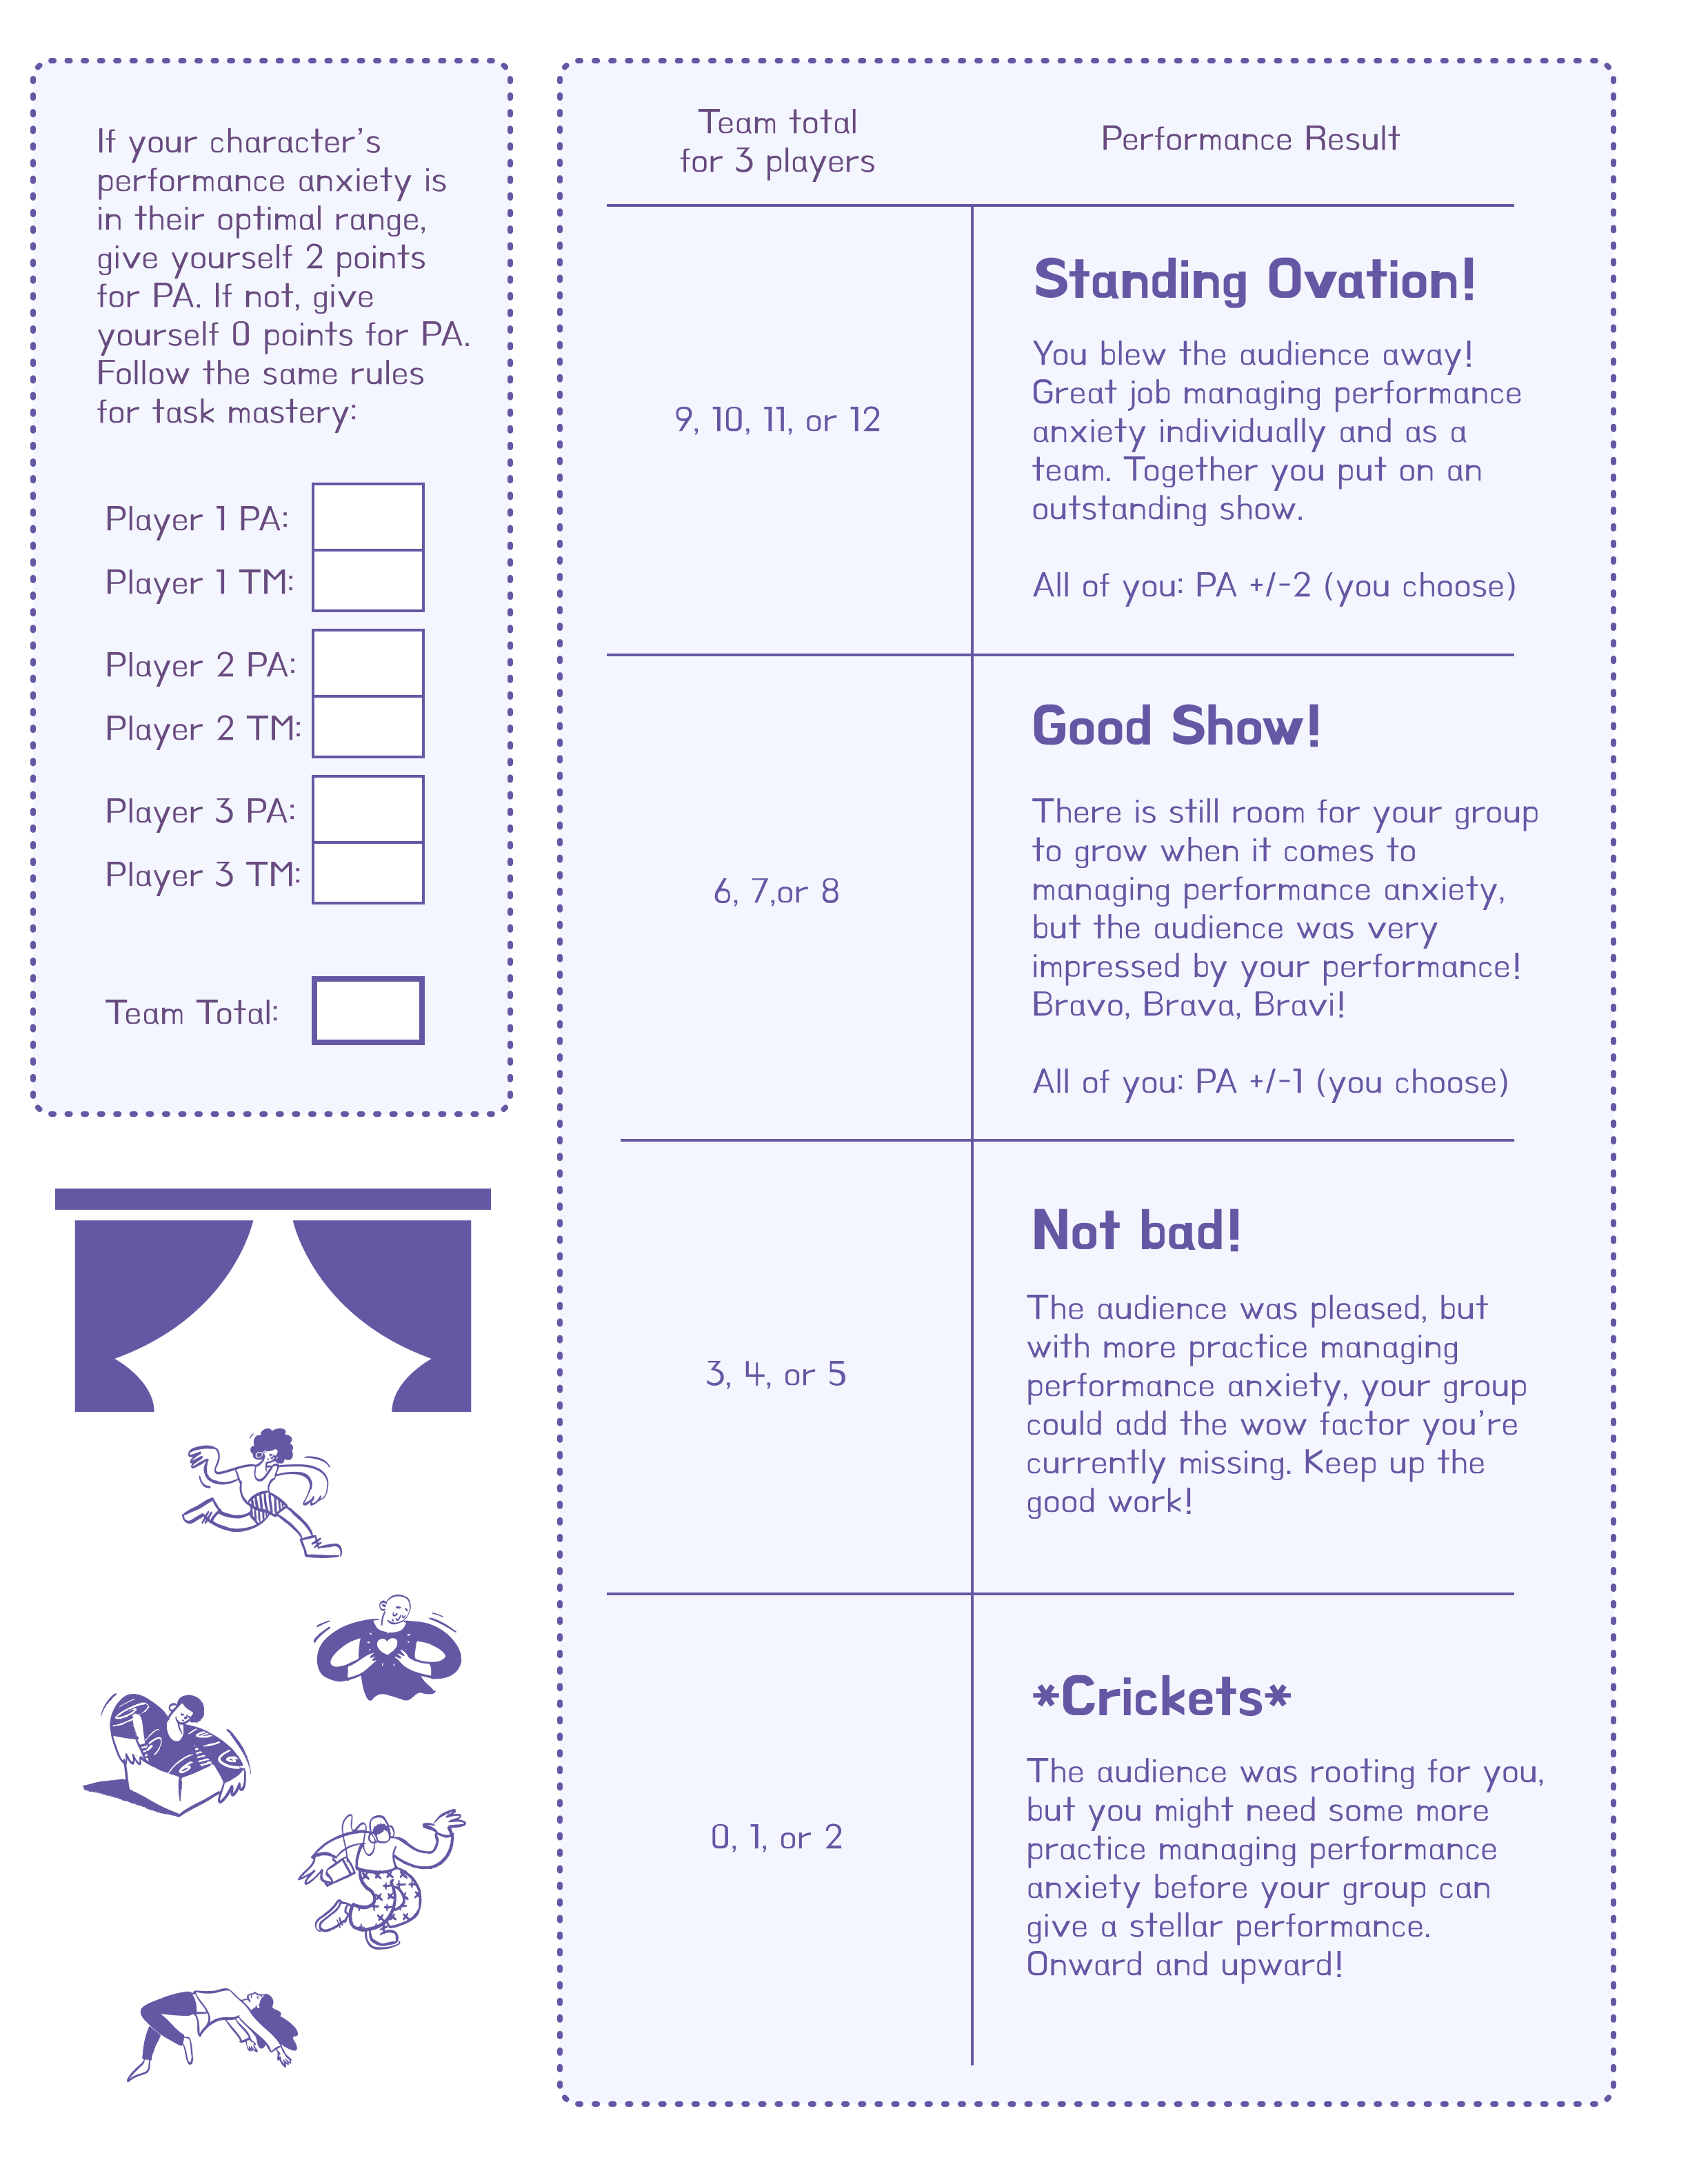 If your character's
performance anxiety is
in their optimal range,
give yourself 2 points
for PA. If not, give
yourself 0 points for PA.
Follow the same rules
for task mastery:
Player 1 PA:
Player 1 TM:
Player 2 PA:
Player 2 TM:
Player 3 PA:
Player 3 TM:
Team Total:
Team total
for 3 players
Performance Result
9, 10, 11, or 12
Standing Ovation!
You blew the audience away!
Great job managing performance
anxiety individually and as a
team. Together you put on an
outstanding show.
All of you: PA +/-2 (you choose)
6, 7,or 8
Good Show!
There is still room for your group
to grow when it comes to
managing performance anxiety,
but the audience was very
impressed by your performance!
Bravo, Brava, Bravi!
All of you: PA +/-1 (you choose)
3, 4, or 5
Not bad!
The audience was pleased, but
with more practice managing
performance anxiety, your group
could add the wow factor you're
currently missing. Keep up the
good work!
0, 1, or 2
*Crickets*
The audience was rooting for you,
but you might need some more
practice managing performance
anxiety before your group can
give a stellar performance.
Onward and upward!